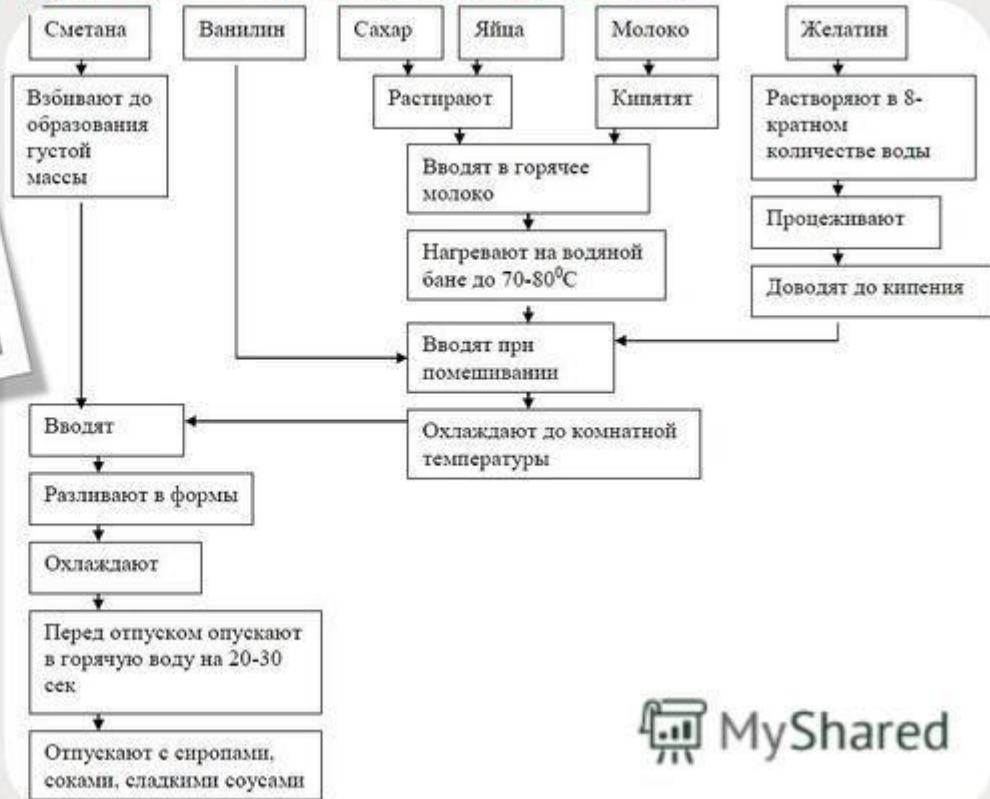 Сметана
Ванилин
Сахар
Яйца
Молоко
Желатин
Взбивают до
образования
густой
массы
Растирают
Кипятят
Растворяют в 8-
кратном
количестве воды
Вводят в горячее
молоко
Процеживают
Нагревают на водяной
бане до 70-80⁰С
Доводят до кипения
Вводят при
помешивании
Вводят
Охлаждают до комнатной
температуры
Разливают в формы
Охлаждают
Перед отпуском опускают
в горячую воду на 20-30
сек
Отпускают с сиропами,
соками, сладкими соусами
MyShared